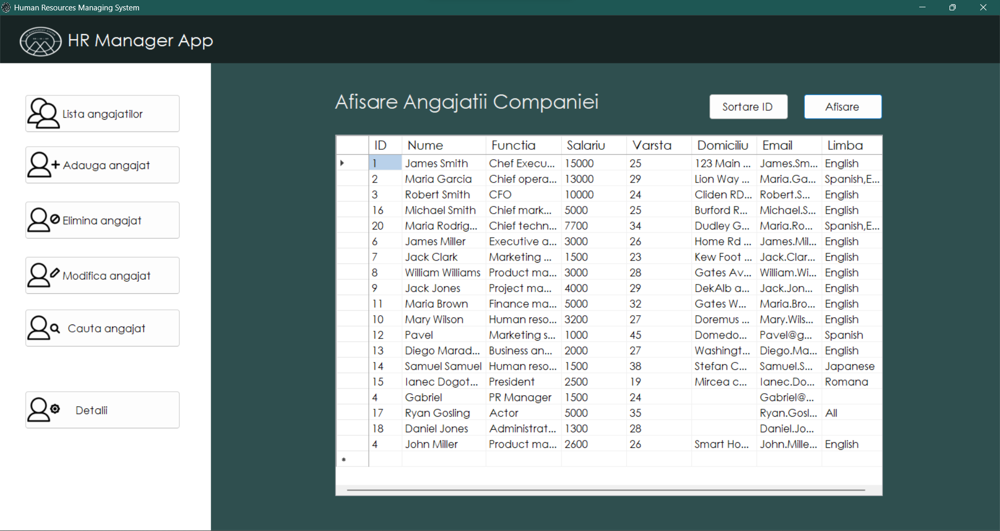 Human Resources Managing System
HR Manager App
Lista angajatilor
Adauga angajat
Elimina angajat
Modifica angajat
Cauta angajat
Detalii
Afisare Angajatii Companiei
Sortare ID
Afisare
ID Nume Functia Salariu Varsta Domiciliu Email Limba
1 James Smith Chef Execu... 15000 25 123 Main ... James.Sm... English
2 Maria Garcia Chief opera... 13000 29 Lion Way ... Maria.Ga... Spanish,E...
3 Robert Smith CFO 10000 24 Cliden RD... Robert.S... English
16 Michael Smith Chief mark... 5000 25 Burford R... Michael.S... English
20 Maria Rodrig... Chief techn... 7700 34 Dudley G... Maria.Ro... Spanish,E...
6 James Miller Executive a... 3000 26 Home Rd ... James.Mil... English
7 Jack Clark Marketing ... 1500 23 Kew Foot ... Jack.Clar... English
8 William Williams Product ma... 3000 28 Gates Av... William.Wi... English
9 Jack Jones Project ma... 4000 29 DekAlb a... Jack.Jon... English
11 Maria Brown Finance ma... 5000 32 Gates W... Maria.Bro... English
10 Mary Wilson Human reso... 3200 27 Doremus ... Mary.Wils... English
12 Pavel Marketing s... 1000 45 Domedo... Pavel@g... Spanish
13 Diego Marad... Business an... 2000 27 Washingt... Diego.Ma... English
14 Samuel Samuel Human reso... 1500 38 Stefan C... Samuel.S... Japanese
15 Ianec Dogot... President 2500 19 Mircea c... Ianec.Do... Romana
4 Gabriel PR Manager 1500 24 Gabriel@...
17 Ryan Gosling Actor 5000 35 Ryan.Gosl... All
18 Daniel Jones Administrat... 1300 28 Daniel.Jo...
4 John Miller Product ma... 2600 26 Smart Ho... John.Mille... English